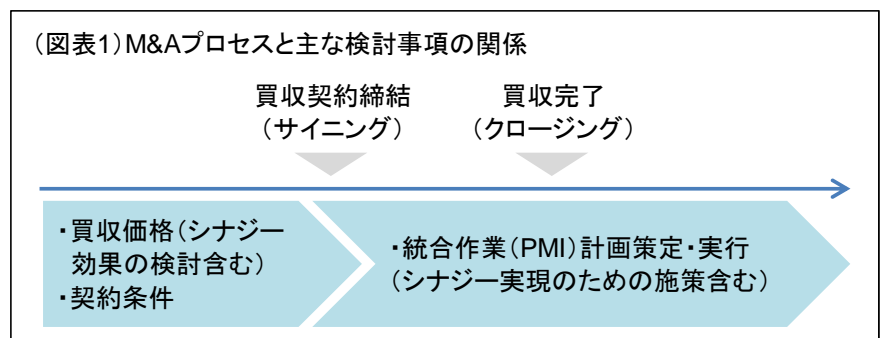 （図表1）M&Aプロセスと主な検討事項の関係
買収契約締結
（サイニング）
買収完了
（クロージング）
・買収価格（シナジー
効果の検討含む）
・契約条件
・統合作業（PMI）計画策定・実行
（シナジー実現のための施策含む）